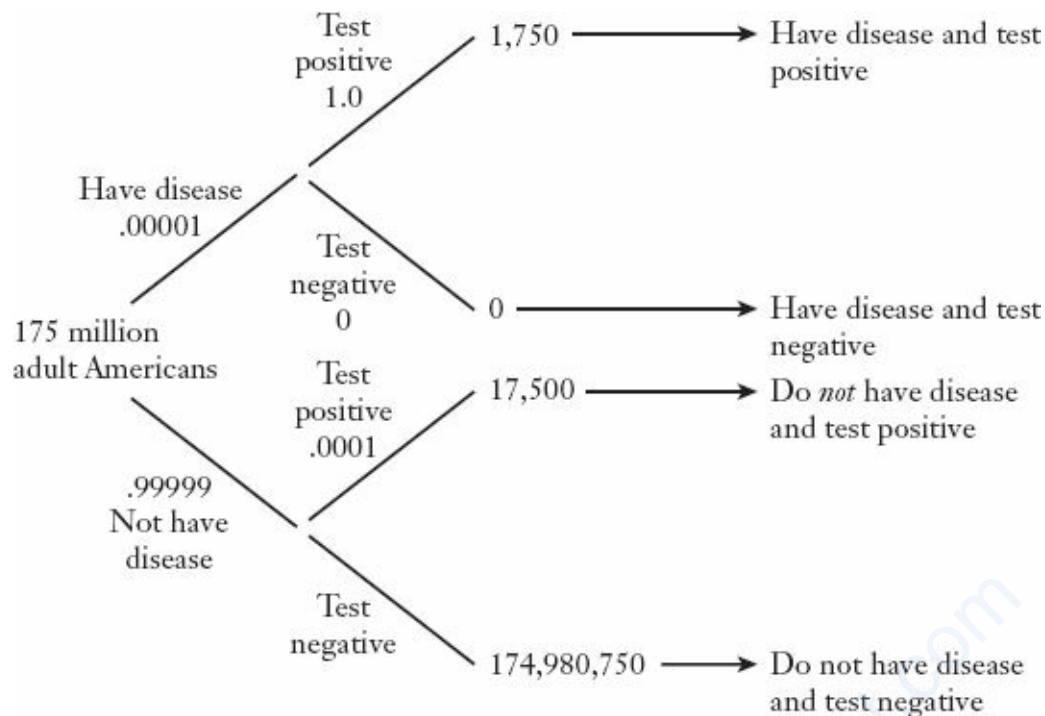 Test
positive
1.0
1,750
Have disease and test
positive
Have disease
.00001
Test
negative
0
0
Have disease and test
negative
175 million
adult Americans
Test
positive
.0001
17,500
Do not have disease
and test positive
.99999
Not have
disease
Test
negative
174,980,750
Do not have disease
and test negative
.com